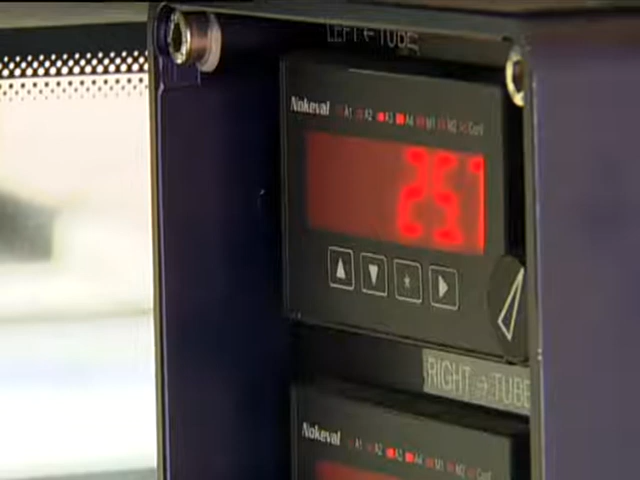 LEFT ← TUBE
Nokeval A1 A2 A3 A4 M1 M2 Conf
25.
RIGHT → TUBE
Nokeval A1 A2 A3 A4 M1 M2 Conf